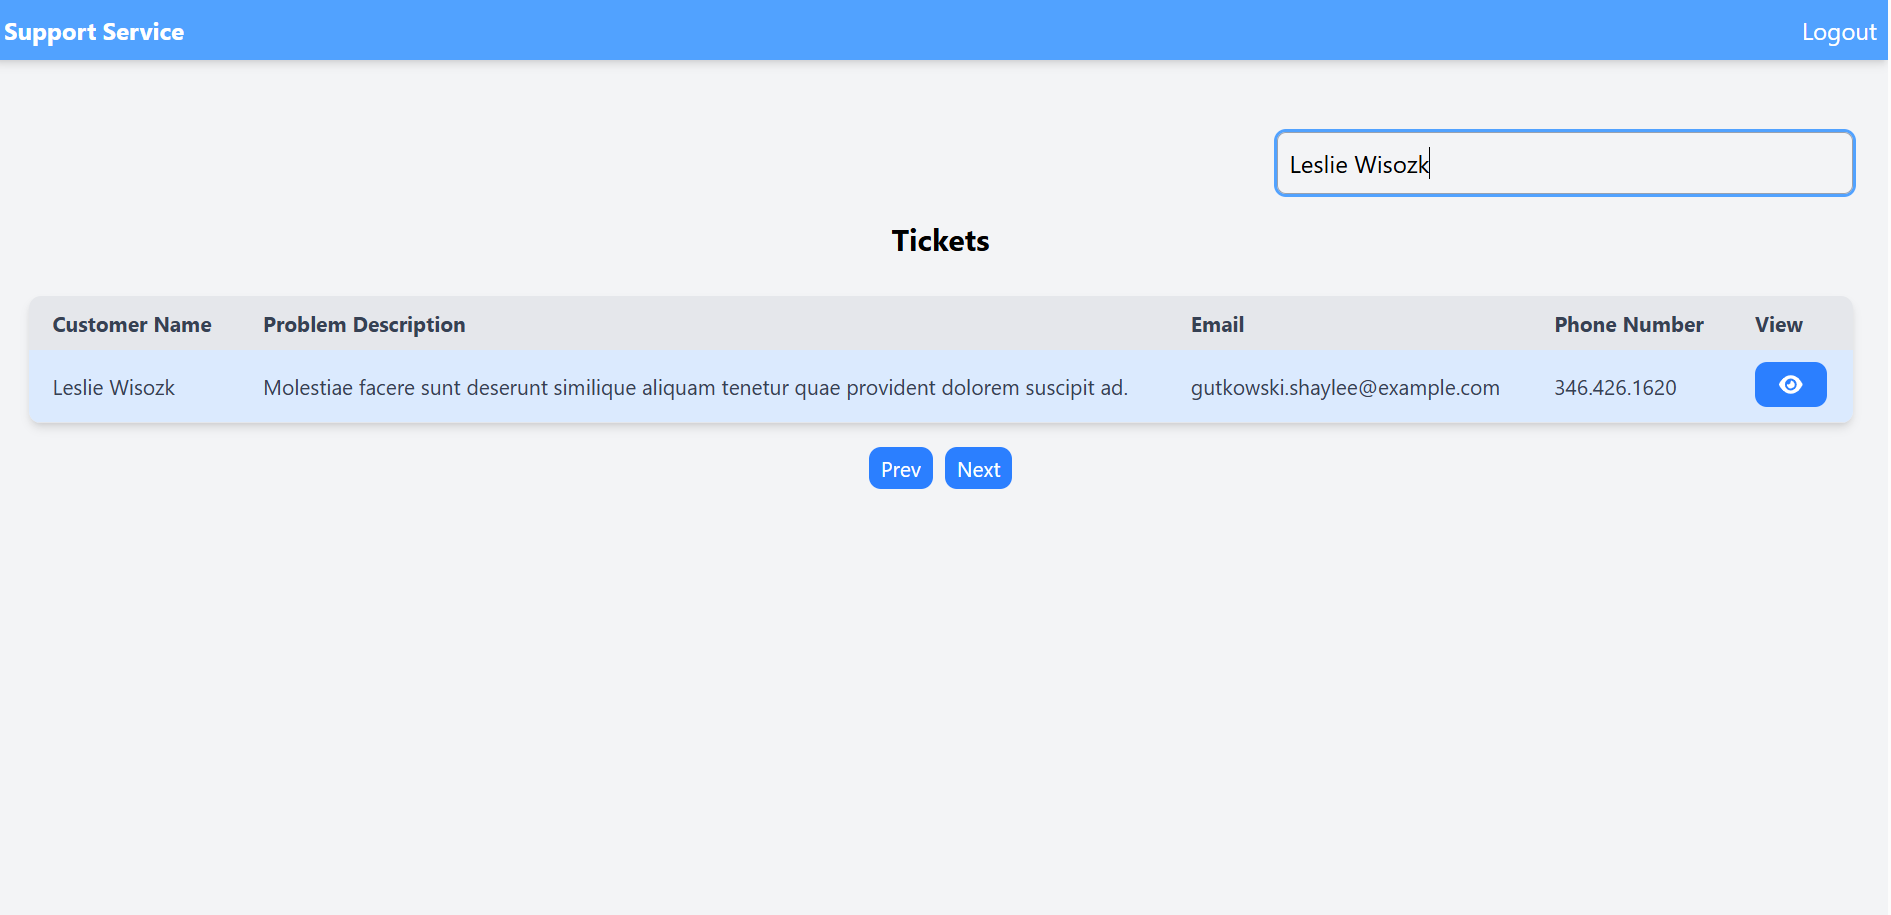 Support Service
Logout
Leslie Wisozk
Tickets
Customer Name Problem Description Email Phone Number View
Leslie Wisozk Molestiae facere sunt deserunt similique aliquam tenetur quae provident dolorem suscipit ad. gutkowski.shaylee@example.com 346.426.1620
Prev Next